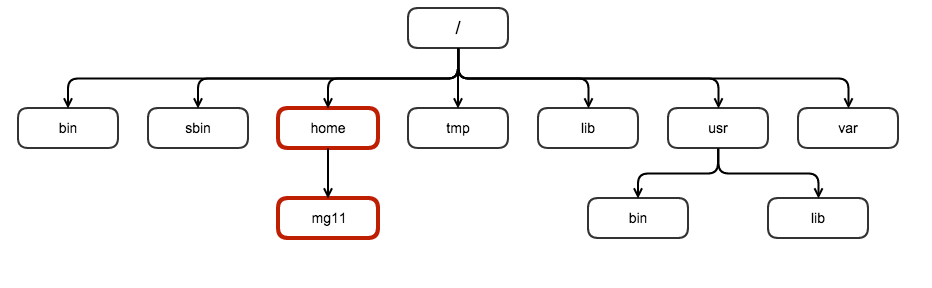 /
bin
sbin
home
tmp
lib
usr
var
mg11
bin
lib